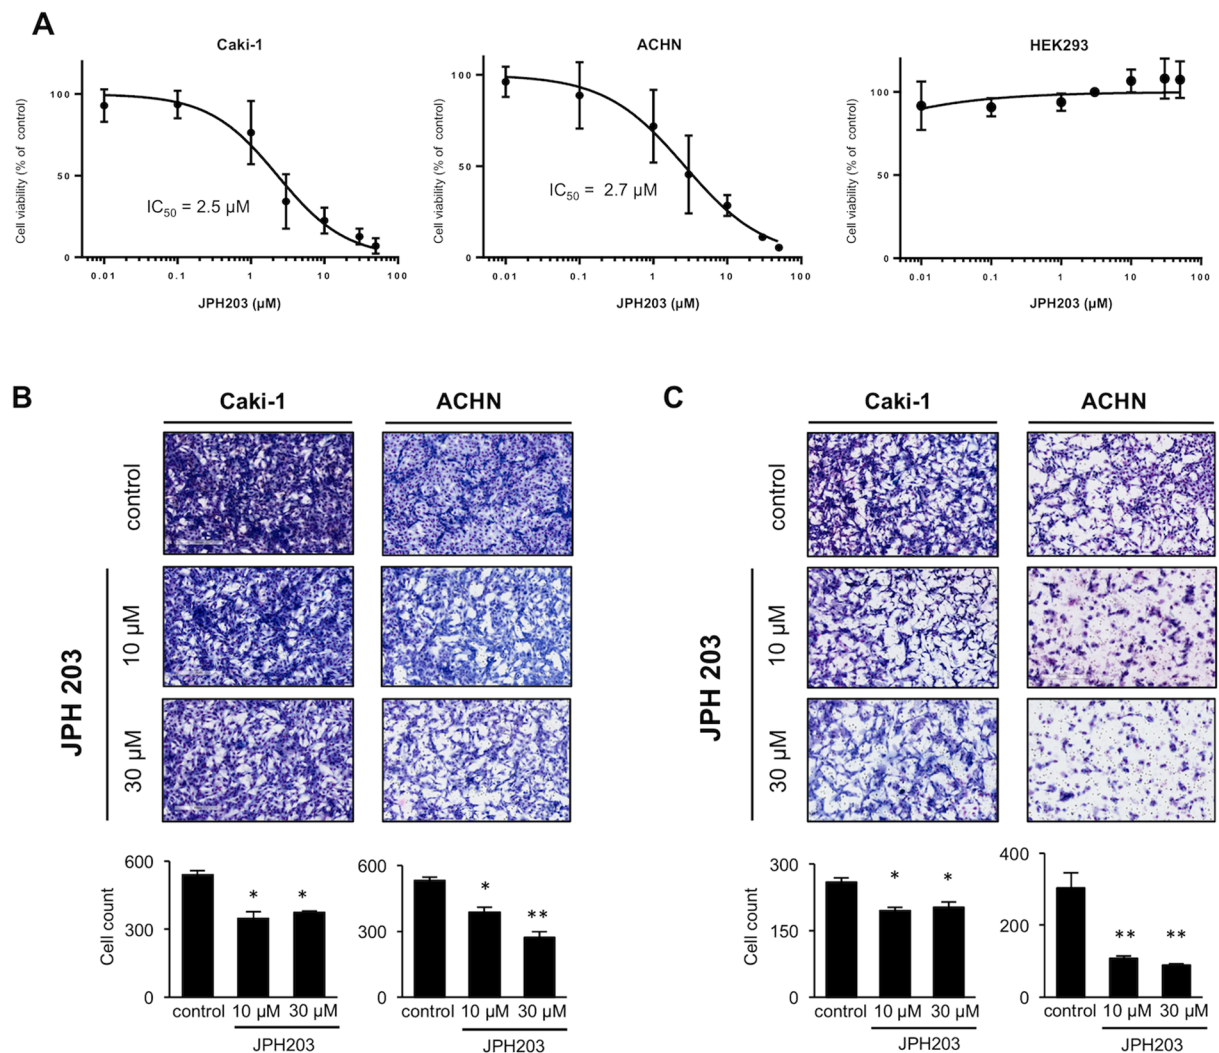 A
Caki-1
ACHN
HEK293
Cell viability (% of control)
100
50
0
IC50 = 2.5 µM
0.01 0.1 1 10 100
JPH203 (µM)
Cell viability (% of control)
100
50
0
IC50 = 2.7 µM
0.01 0.1 1 10 100
JPH203 (µM)
Cell viability (% of control)
100
50
0
0.01 0.1 1 10 100
JPH203 (µM)
B
Caki-1
ACHN
control
JPH 203
10 µM
30 µM
Cell count
600
300
0
*
*
control 10 µM 30 µM
JPH203
600
300
0
*
**
control 10 µM 30 µM
JPH203
C
Caki-1
ACHN
control
JPH 203
10 µM
30 µM
Cell count
300
150
0
*
*
control 10 µM 30 µM
JPH203
400
200
0
**
**
control 10 µM 30 µM
JPH203